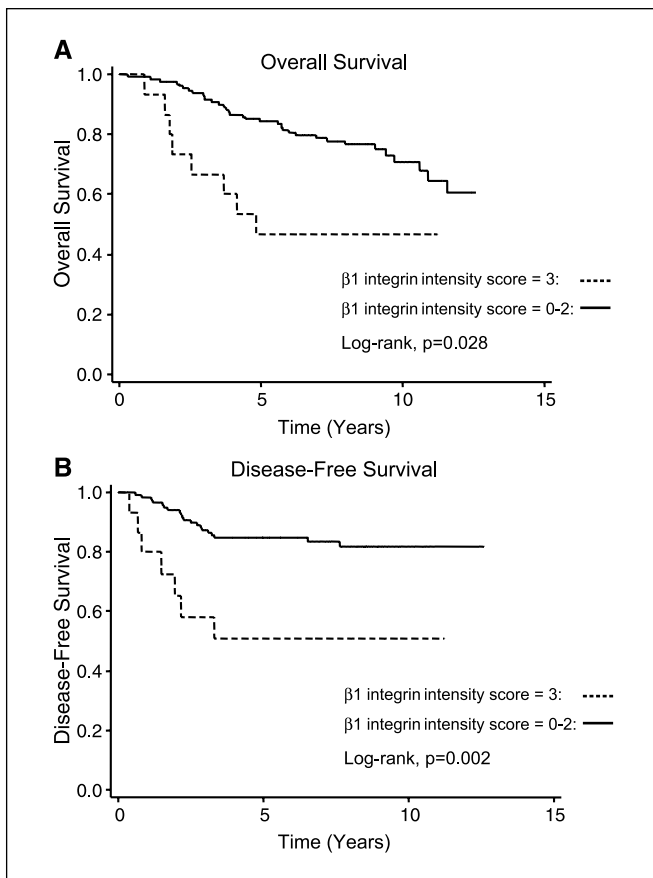 A
Overall Survival
1.0
0.8
0.6
0.4
0.2
0.0
Overall Survival
β1 integrin intensity score = 3:
β1 integrin intensity score = 0-2:
Log-rank, p=0.028
0 5 10 15
Time (Years)
B
Disease-Free Survival
1.0
0.8
0.6
0.4
0.2
0.0
Disease-Free Survival
β1 integrin intensity score = 3:
β1 integrin intensity score = 0-2:
Log-rank, p=0.002
0 5 10 15
Time (Years)